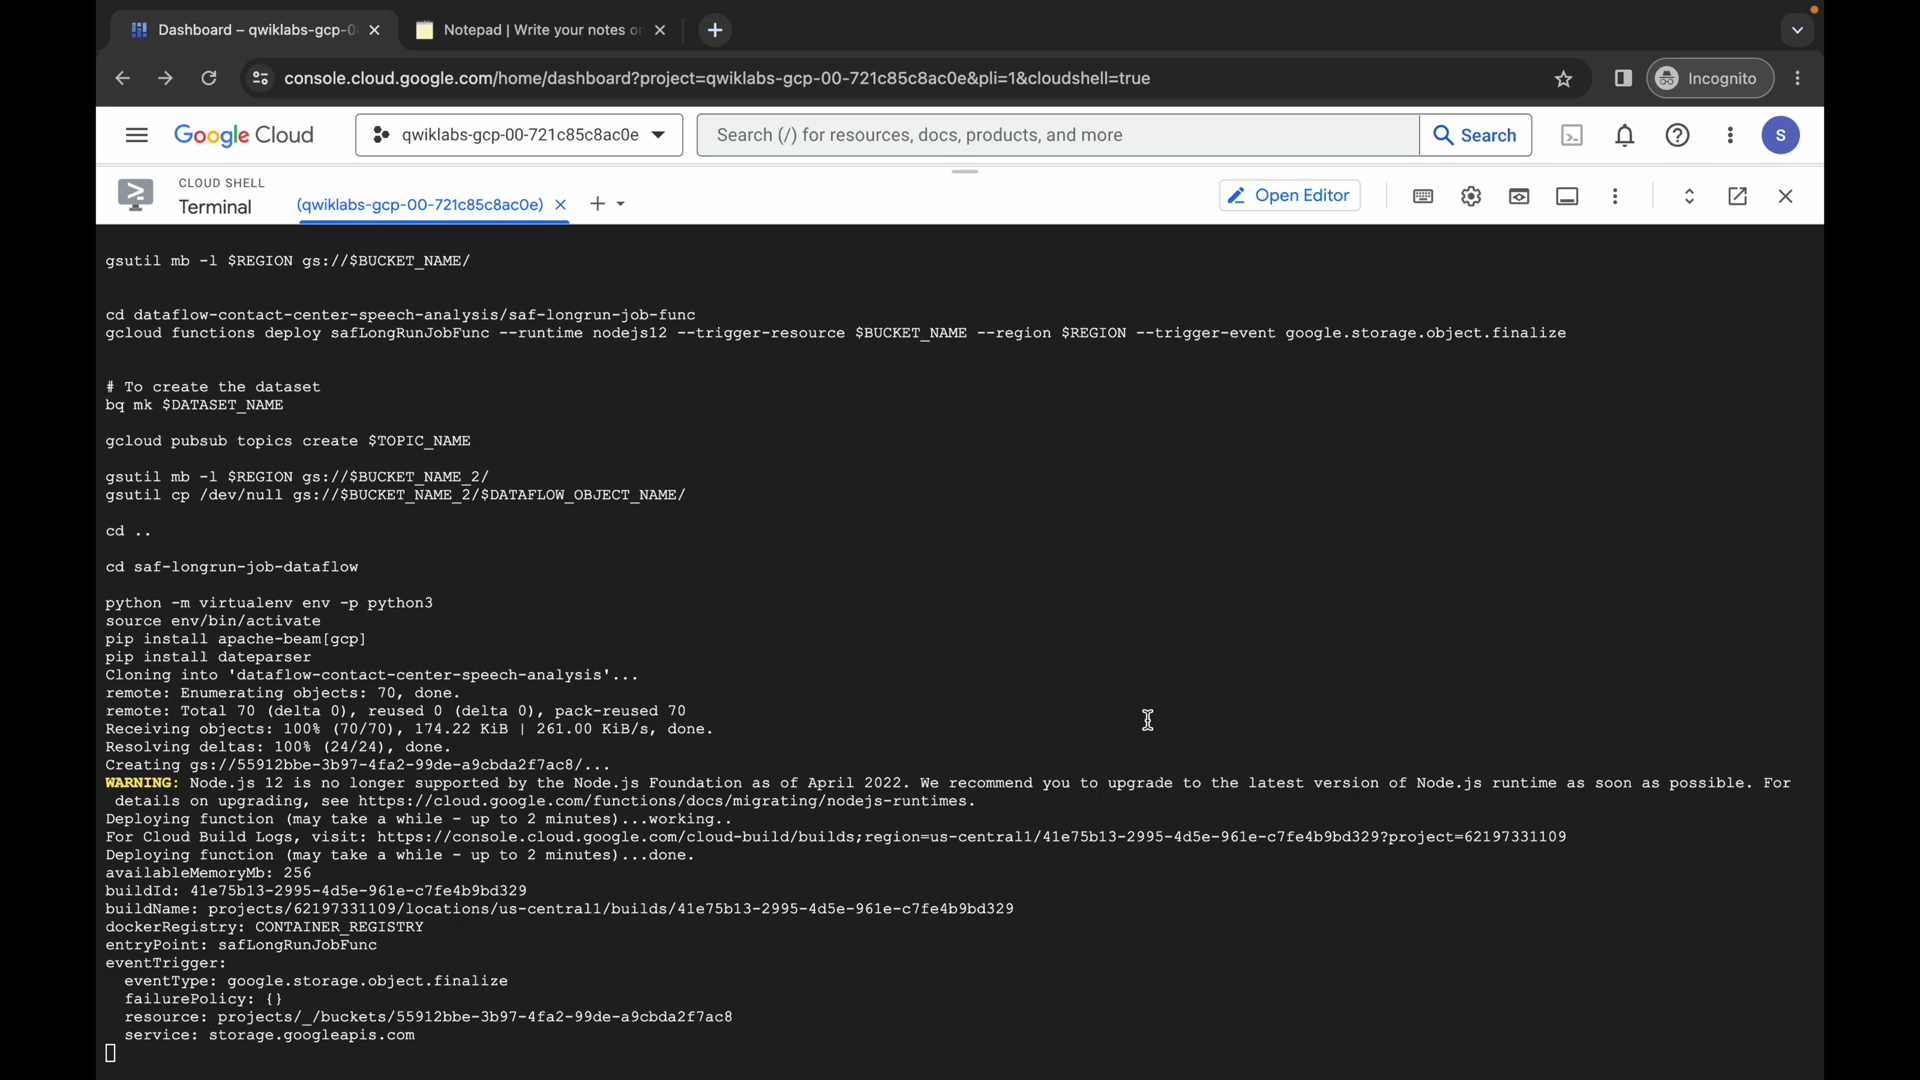 Dashboard – qwiklabs-gcp-0
Notepad | Write your notes on
console.cloud.google.com/home/dashboard?project=qwiklabs-gcp-00-721c85c8ac0e&pli=1&cloudshell=true
Incognito
Google Cloud
qwiklabs-gcp-00-721c85c8ac0e
Search (/) for resources, docs, products, and more
Search
S
CLOUD SHELL
Terminal
(qwiklabs-gcp-00-721c85c8ac0e)
Open Editor
gsutil mb -l $REGION gs://$BUCKET_NAME/
cd dataflow-contact-center-speech-analysis/saf-longrun-job-func
gcloud functions deploy safLongRunJobFunc --runtime nodejs12 --trigger-resource $BUCKET_NAME --region $REGION --trigger-event google.storage.object.finalize
# To create the dataset
bq mk $DATASET_NAME
gcloud pubsub topics create $TOPIC_NAME
gsutil mb -l $REGION gs://$BUCKET_NAME_2/
gsutil cp /dev/null gs://$BUCKET_NAME_2/$DATAFLOW_OBJECT_NAME/
cd ..
cd saf-longrun-job-dataflow
python -m virtualenv env -p python3
source env/bin/activate
pip install apache-beam[gcp]
pip install dateparser
Cloning into 'dataflow-contact-center-speech-analysis'...
remote: Enumerating objects: 70, done.
remote: Total 70 (delta 0), reused 0 (delta 0), pack-reused 70
Receiving objects: 100% (70/70), 174.22 KiB | 261.00 KiB/s, done.
Resolving deltas: 100% (24/24), done.
Creating gs://55912bbe-3b97-4fa2-99de-a9cbda2f7ac8/...
WARNING: Node.js 12 is no longer supported by the Node.js Foundation as of April 2022. We recommend you to upgrade to the latest version of Node.js runtime as soon as possible. For
details on upgrading, see https://cloud.google.com/functions/docs/migrating/nodejs-runtimes.
Deploying function (may take a while - up to 2 minutes)...working..
For Cloud Build Logs, visit: https://console.cloud.google.com/cloud-build/builds;region=us-central1/41e75b13-2995-4d5e-961e-c7fe4b9bd329?project=62197331109
Deploying function (may take a while - up to 2 minutes)...done.
availableMemoryMb: 256
buildId: 41e75b13-2995-4d5e-961e-c7fe4b9bd329
buildName: projects/62197331109/locations/us-central1/builds/41e75b13-2995-4d5e-961e-c7fe4b9bd329
dockerRegistry: CONTAINER_REGISTRY
entryPoint: safLongRunJobFunc
eventTrigger:
eventType: google.storage.object.finalize
failurePolicy: {}
resource: projects/_/buckets/55912bbe-3b97-4fa2-99de-a9cbda2f7ac8
service: storage.googleapis.com